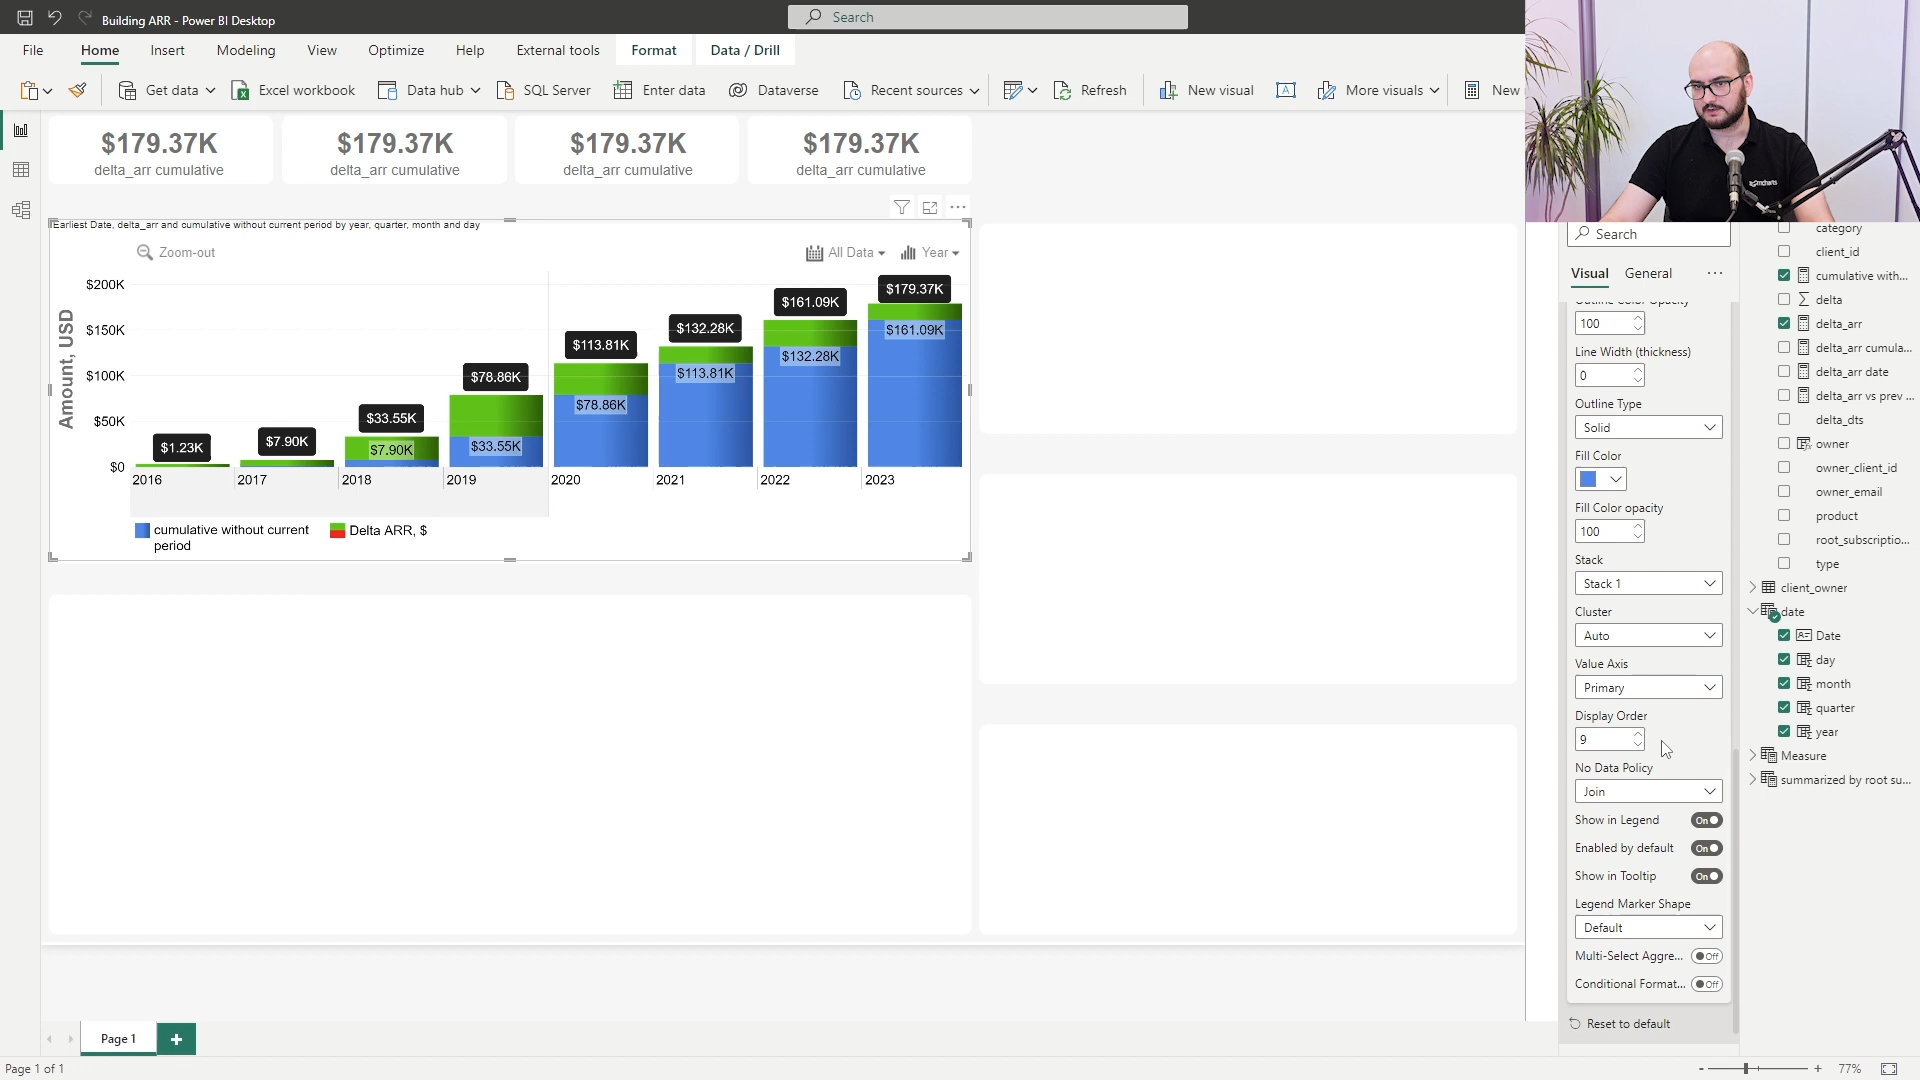 Building ARR - Power BI Desktop
Search
File Home Insert Modeling View Optimize Help External tools Format Data / Drill
Get data Excel workbook Data hub SQL Server Enter data Dataverse Recent sources Refresh New visual More visuals New
$179.37K $179.37K $179.37K $179.37K
delta_arr cumulative delta_arr cumulative delta_arr cumulative delta_arr cumulative
Earliest Date, delta_arr and cumulative without current period by year, quarter, month and day
Zoom-out All Data Year
Amount, USD
$200K
$150K
$100K
$50K
$0
$1.23K
$7.90K
$33.55K
$7.90K
$78.86K
$33.55K
$113.81K
$78.86K
$132.28K
$113.81K
$161.09K
$132.28K
$179.37K
$161.09K
2016 2017 2018 2019 2020 2021 2022 2023
cumulative without current
period
Delta ARR, $
Search
Visual General
Outline Color Opacity
100
Line Width (thickness)
0
Outline Type
Solid
Fill Color
Fill Color opacity
100
Stack
Stack 1
Cluster
Auto
Value Axis
Primary
Display Order
9
No Data Policy
Join
Show in Legend On
Enabled by default On
Show in Tooltip On
Legend Marker Shape
Default
Multi-Select Aggre... Off
Conditional Format... Off
Reset to default
category
client_id
cumulative with...
delta
delta_arr
delta_arr cumula...
delta_arr date
delta_arr vs prev ...
delta_dts
owner
owner_client_id
owner_email
product
root_subscriptio...
type
client_owner
date
Date
day
month
quarter
year
Measure
summarized by root su...
Page 1
Page 1 of 1
- + 77%